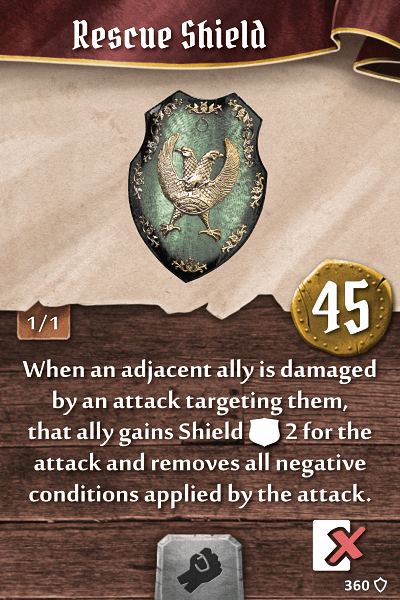 Rescue Shield
45
1/1
When an adjacent ally is damaged
by an attack targeting them,
that ally gains Shield 2 for the
attack and removes all negative
conditions applied by the attack.
360